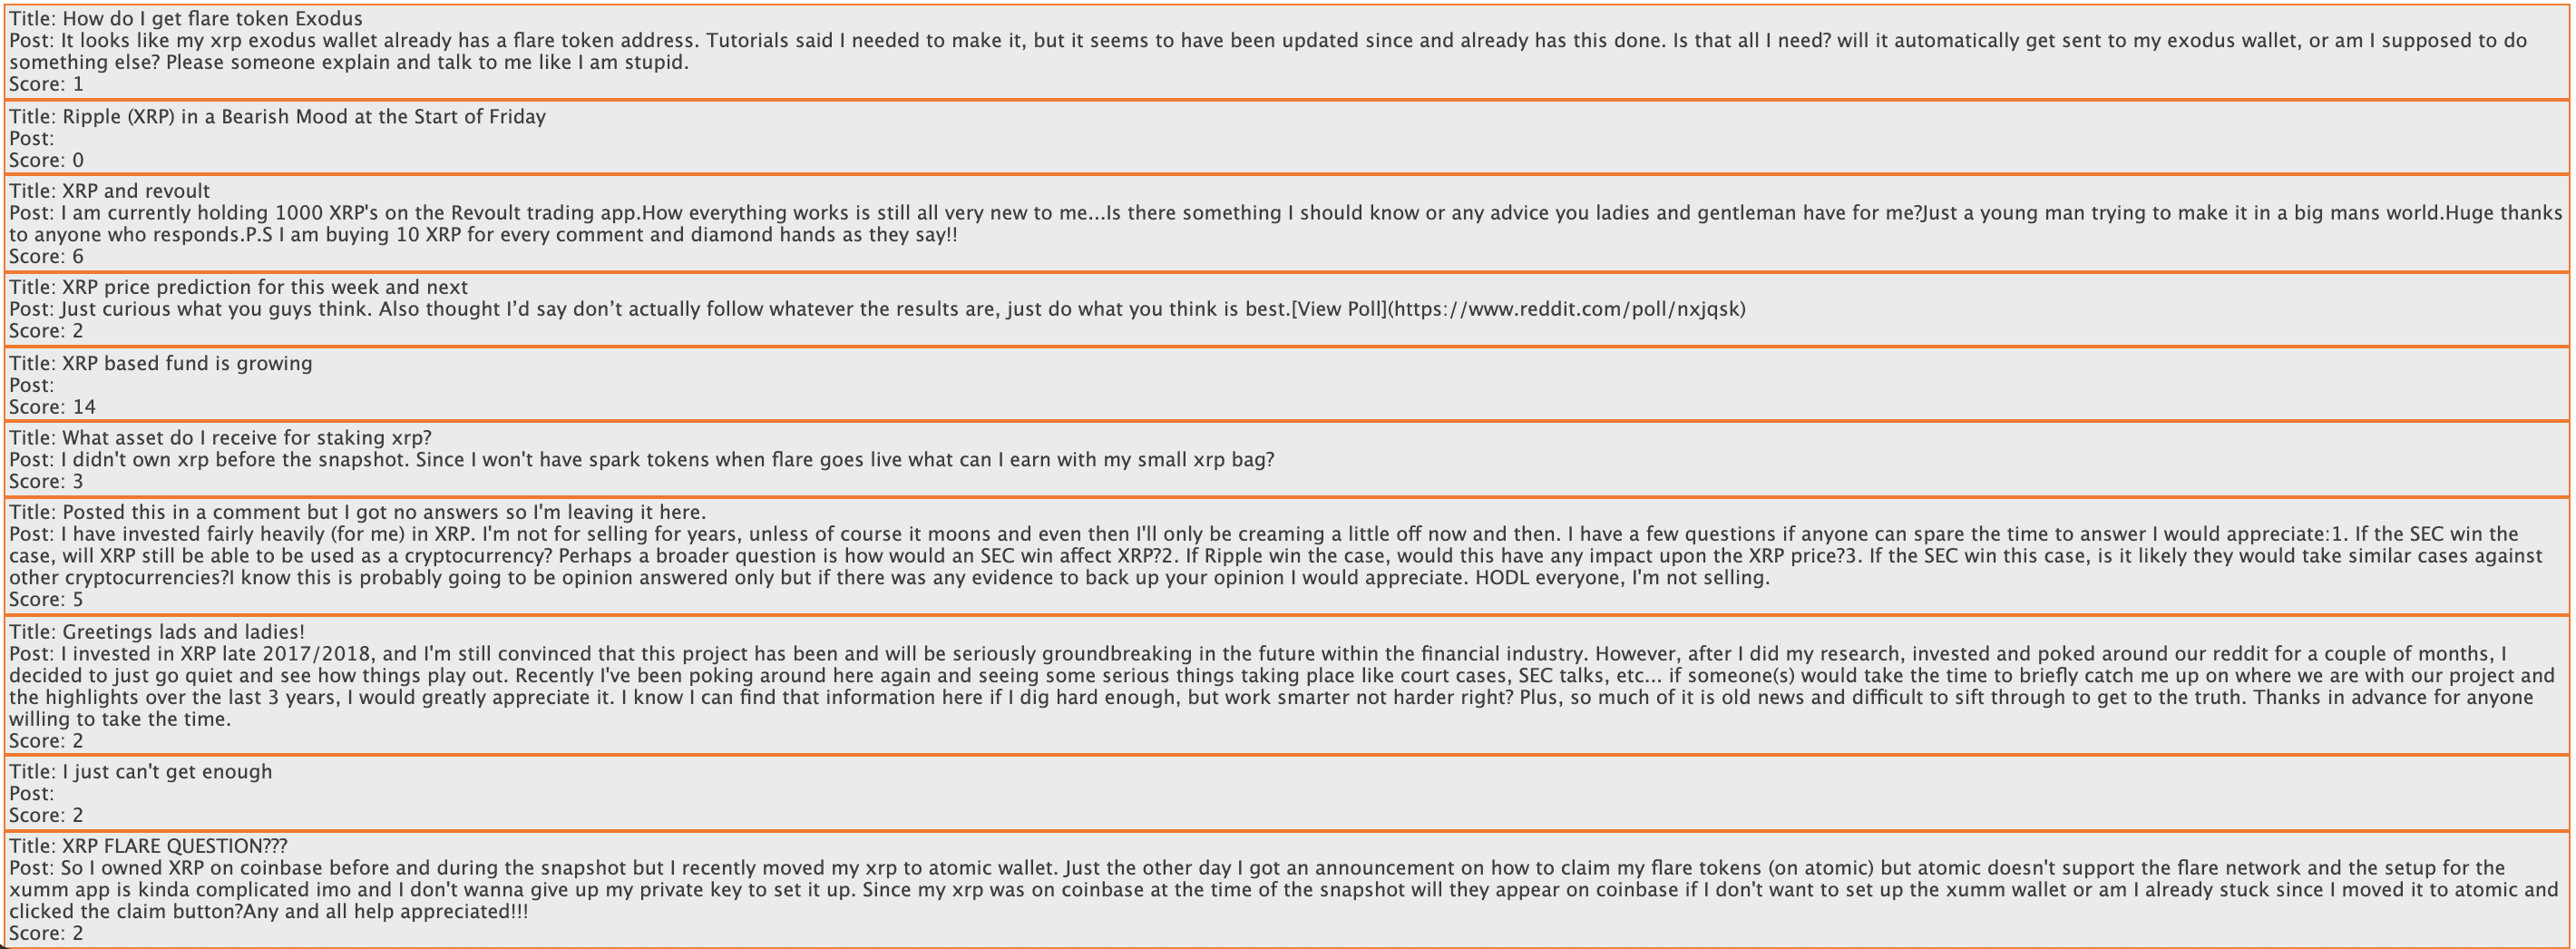 Title: How do I get flare token Exodus
Post: It looks like my xrp exodus wallet already has a flare token address. Tutorials said I needed to make it, but it seems to have been updated since and already has this done. Is that all I need? will it automatically get sent to my exodus wallet, or am I supposed to do
something else? Please someone explain and talk to me like I am stupid.
Score: 1
Title: Ripple (XRP) in a Bearish Mood at the Start of Friday
Post:
Score: 0
Title: XRP and revoult
Post: I am currently holding 1000 XRP's on the Revoult trading app.How everything works is still all very new to me...Is there something I should know or any advice you ladies and gentleman have for me?Just a young man trying to make it in a big mans world.Huge thanks
to anyone who responds.P.S I am buying 10 XRP for every comment and diamond hands as they say!!
Score: 6
Title: XRP price prediction for this week and next
Post: Just curious what you guys think. Also thought I’d say don’t actually follow whatever the results are, just do what you think is best.[View Poll](https://www.reddit.com/poll/nxjqsk)
Score: 2
Title: XRP based fund is growing
Post:
Score: 14
Title: What asset do I receive for staking xrp?
Post: I didn't own xrp before the snapshot. Since I won't have spark tokens when flare goes live what can I earn with my small xrp bag?
Score: 3
Title: Posted this in a comment but I got no answers so I'm leaving it here.
Post: I have invested fairly heavily (for me) in XRP. I'm not for selling for years, unless of course it moons and even then I'll only be creaming a little off now and then. I have a few questions if anyone can spare the time to answer I would appreciate:1. If the SEC win the
case, will XRP still be able to be used as a cryptocurrency? Perhaps a broader question is how would an SEC win affect XRP?2. If Ripple win the case, would this have any impact upon the XRP price?3. If the SEC win this case, is it likely they would take similar cases against
other cryptocurrencies?I know this is probably going to be opinion answered only but if there was any evidence to back up your opinion I would appreciate. HODL everyone, I'm not selling.
Score: 5
Title: Greetings lads and ladies!
Post: I invested in XRP late 2017/2018, and I'm still convinced that this project has been and will be seriously groundbreaking in the future within the financial industry. However, after I did my research, invested and poked around our reddit for a couple of months, I
decided to just go quiet and see how things play out. Recently I've been poking around here again and seeing some serious things taking place like court cases, SEC talks, etc... if someone(s) would take the time to briefly catch me up on where we are with our project and
the highlights over the last 3 years, I would greatly appreciate it. I know I can find that information here if I dig hard enough, but work smarter not harder right? Plus, so much of it is old news and difficult to sift through to get to the truth. Thanks in advance for anyone
willing to take the time.
Score: 2
Title: I just can't get enough
Post:
Score: 2
Title: XRP FLARE QUESTION???
Post: So I owned XRP on coinbase before and during the snapshot but I recently moved my xrp to atomic wallet. Just the other day I got an announcement on how to claim my flare tokens (on atomic) but atomic doesn't support the flare network and the setup for the
xumm app is kinda complicated imo and I don't wanna give up my private key to set it up. Since my xrp was on coinbase at the time of the snapshot will they appear on coinbase if I don't want to set up the xumm wallet or am I already stuck since I moved it to atomic and
clicked the claim button?Any and all help appreciated!!!
Score: 2